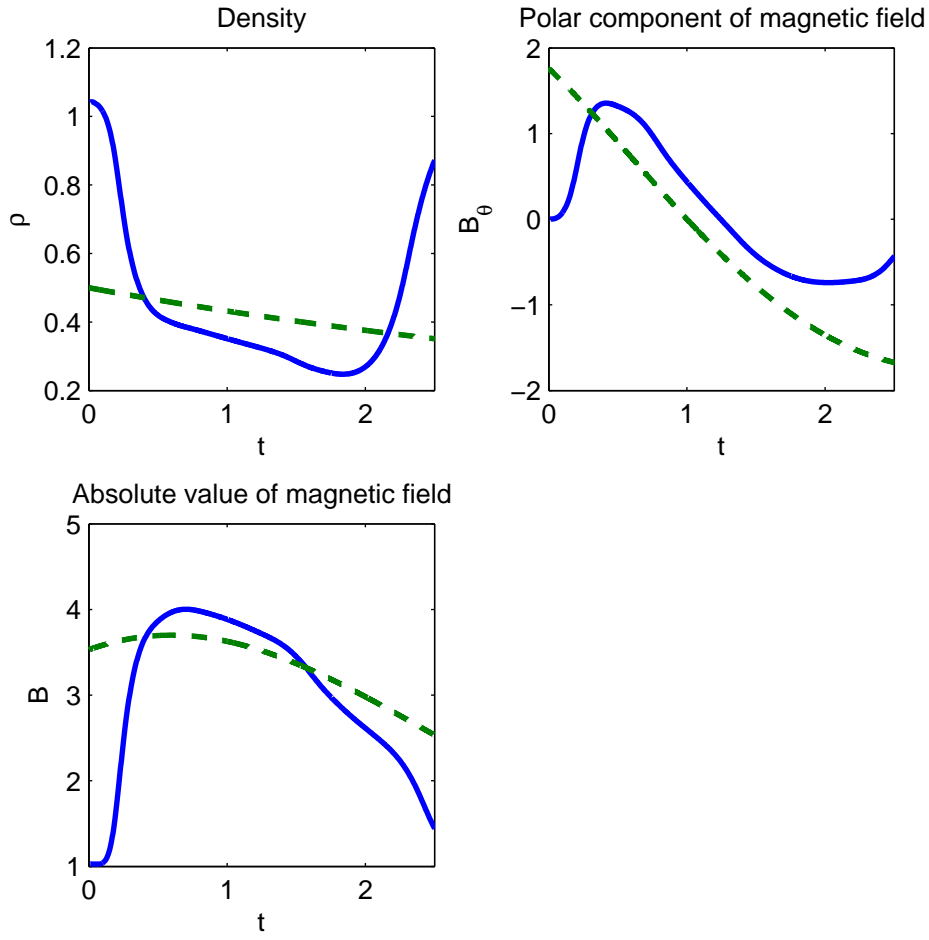 Density
1.2
1
0.8
0.6
0.4
0.2
ρ
0 1 2
t
Polar component of magnetic field
2
1
0
−1
−2
B_θ
0 1 2
t
Absolute value of magnetic field
5
4
3
2
1
B
0 1 2
t